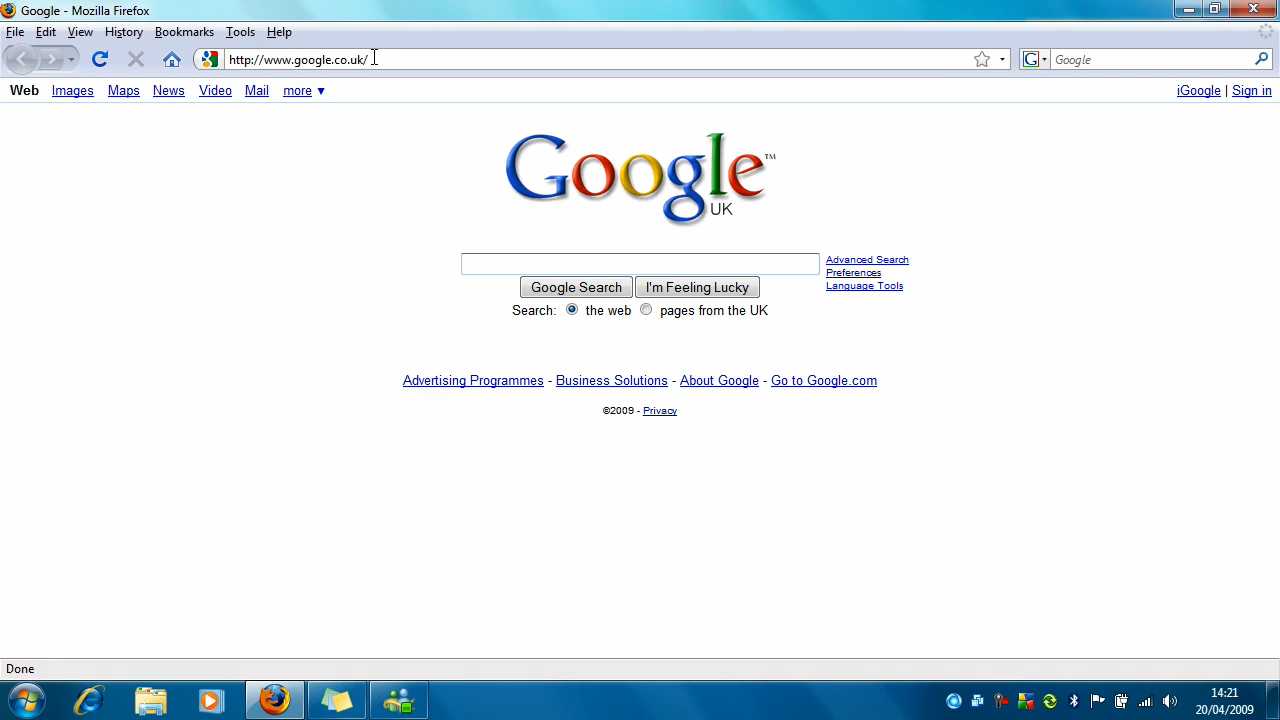 Google - Mozilla Firefox
File Edit View History Bookmarks Tools Help
http://www.google.co.uk/ Google
Web Images Maps News Video Mail more ▼ iGoogle | Sign in
Google™
UK
Advanced Search
Preferences
Language Tools
Google Search I'm Feeling Lucky
Search: the web pages from the UK
Advertising Programmes - Business Solutions - About Google - Go to Google.com
©2009 - Privacy
Done
14:21
20/04/2009